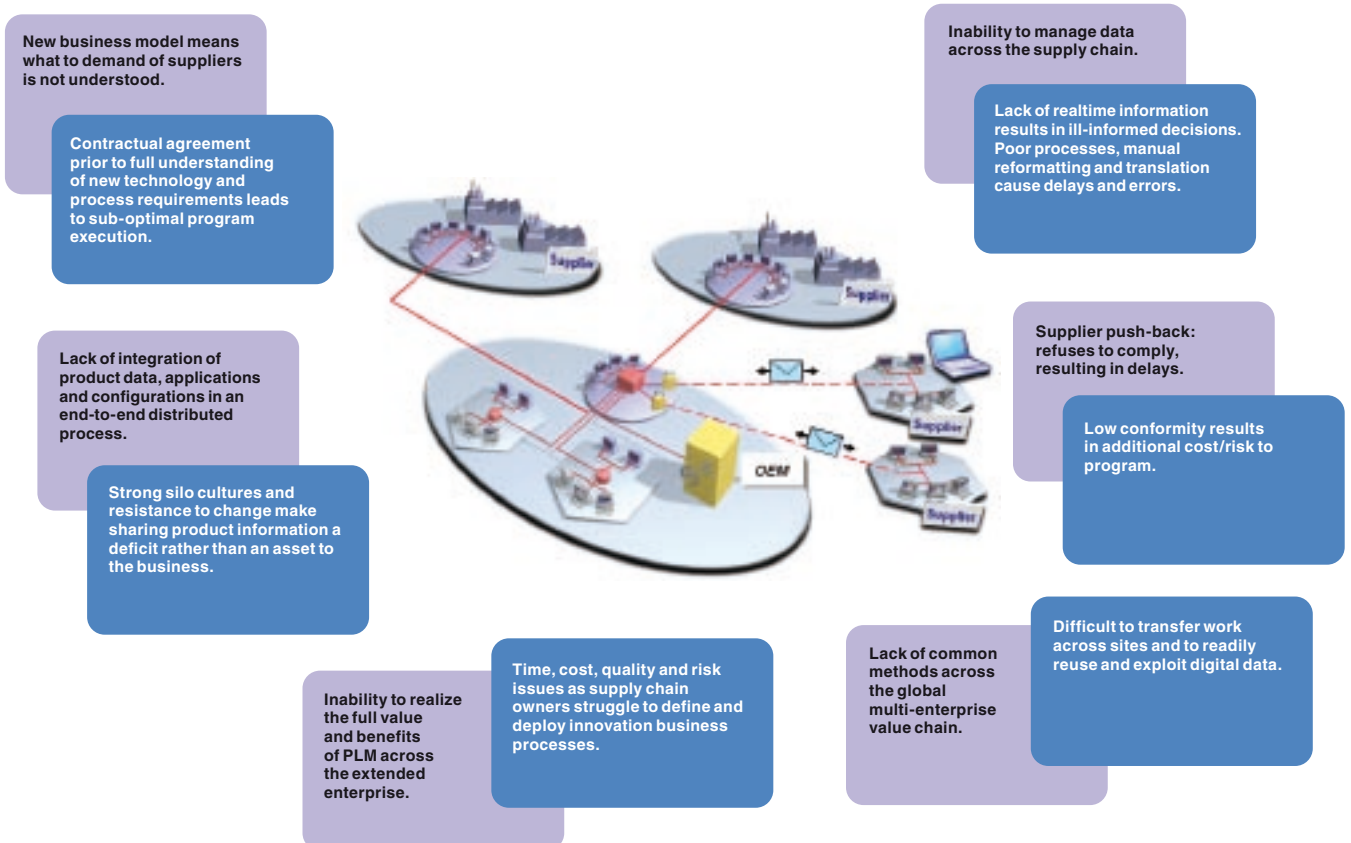 New business model means
what to demand of suppliers
is not understood.
Contractual agreement
prior to full understanding
of new technology and
process requirements leads
to sub-optimal program
execution.
Inability to manage data
across the supply chain.
Lack of realtime information
results in ill-informed decisions.
Poor processes, manual
reformatting and translation
cause delays and errors.
Supplier
Supplier
Lack of integration of
product data, applications
and configurations in an
end-to-end distributed
process.
Strong silo cultures and
resistance to change make
sharing product information a
deficit rather than an asset to
the business.
OEM
Supplier
Supplier
Supplier push-back:
refuses to comply,
resulting in delays.
Low conformity results
in additional cost/risk to
program.
Inability to realize
the full value
and benefits
of PLM across
the extended
enterprise.
Time, cost, quality and risk
issues as supply chain
owners struggle to define and
deploy innovation business
processes.
Lack of common
methods across
the global
multi-enterprise
value chain.
Difficult to transfer work
across sites and to readily
reuse and exploit digital data.